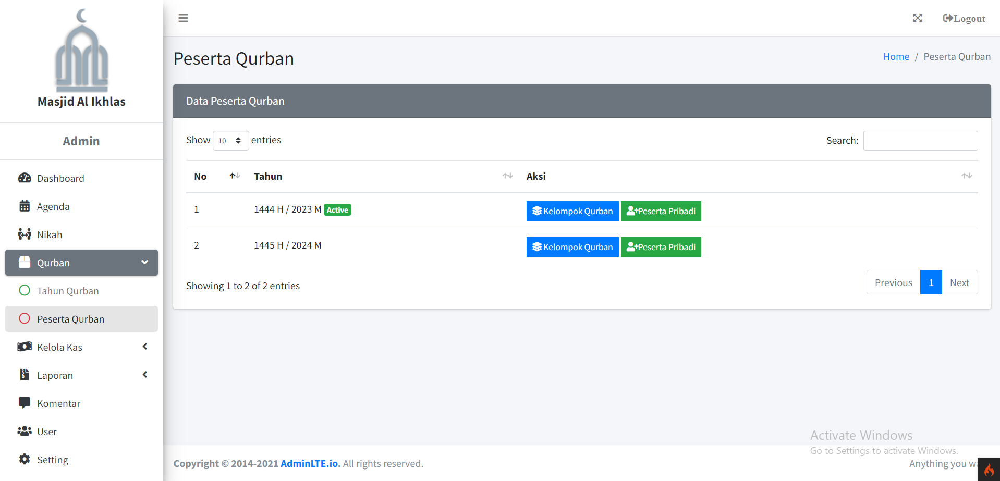 Masjid Al Ikhlas
Admin
Dashboard
Agenda
Nikah
Qurban
Tahun Qurban
Peserta Qurban
Kelola Kas
Laporan
Komentar
User
Setting
Logout
Peserta Qurban
Home / Peserta Qurban
Data Peserta Qurban
Show 10 entries
Search:
No Tahun Aksi
1 1444 H / 2023 M Active Kelompok Qurban Peserta Pribadi
2 1445 H / 2024 M Kelompok Qurban Peserta Pribadi
Showing 1 to 2 of 2 entries
Previous 1 Next
Activate Windows
Go to Settings to activate Windows.
Copyright © 2014-2021 AdminLTE.io. All rights reserved.
Anything you